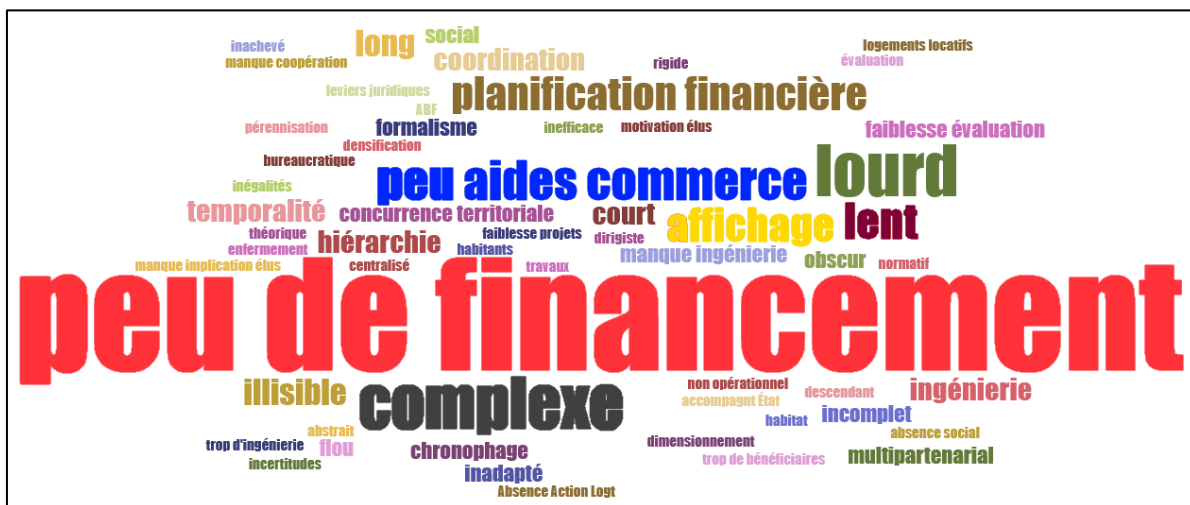 inachevé
long
social
logements locatifs
manque coopération
coordination
rigide
évaluation
leviers juridiques
planification financière
ABF
pérennisation
formalisme
inefficace
motivation élus
faiblesse évaluation
densification
bureaucratique
peu aides commerce
lourd
inégalités
temporalité
concurrence territoriale
court
affichage
lent
théorique
hiérarchie
faiblesse projets
dirigiste
enfermement
habitants
manque ingénierie
obscur
normatif
manque implication élus
centralisé
travaux
peu de financement
illisible
complexe
non opérationnel
descendant
ingénierie
accompagnt État
habitat
incomplet
abstrait
absence social
trop d'ingénierie
flou
chronophage
dimensionnement
multipartenarial
incertitudes
inadapté
trop de bénéficiaires
Absence Action Logt